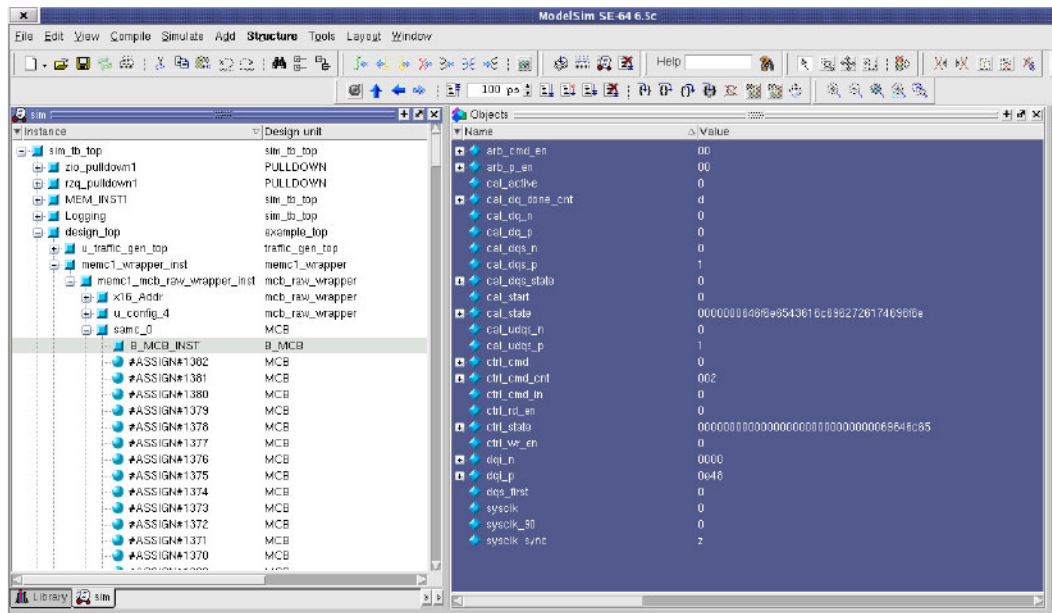 ModelSim SE-64 6.5c
File Edit View Compile Simulate Add Structure Tools Layout Window
Help
100 ps
sim
Instance Design unit
sim_tb_top sim_tb_top
zio_pulldown1 PULLDOWN
rzq_pulldown1 PULLDOWN
MEM_INST1 sim_tb_top
Logging sim_tb_top
design_top example_top
u_traffic_gen_top traffic_gen_top
memc1_wrapper_inst memc1_wrapper
memc1_mcb_raw_wrapper_inst mcb_raw_wrapper
x16_Addr mcb_raw_wrapper
u_config_4 mcb_raw_wrapper
samc_0 MCB
B_MCB_INST B_MCB
#ASSIGN#1382 MCB
#ASSIGN#1381 MCB
#ASSIGN#1380 MCB
#ASSIGN#1379 MCB
#ASSIGN#1378 MCB
#ASSIGN#1377 MCB
#ASSIGN#1376 MCB
#ASSIGN#1375 MCB
#ASSIGN#1374 MCB
#ASSIGN#1373 MCB
#ASSIGN#1372 MCB
#ASSIGN#1371 MCB
#ASSIGN#1370 MCB
Library sim
Objects
Name Value
arb_cmd_en 00
arb_p_en 00
cal_active 0
cal_dq_done_cnt d
cal_dq_n 0
cal_dq_p 0
cal_dqs_n 0
cal_dqs_p 1
cal_dqs_state 0
cal_start 0
cal_state
cal_udqs_n 0
cal_udqs_p 1
ctrl_cmd 0
ctrl_cmd_cnt 002
ctrl_cmd_in 0
ctrl_rd_en 0
ctrl_state
ctrl_wr_en 0
dqi_n 0000
dqi_p 0e48
dqs_first 0
sysclk 0
sysclk_90 0
sysclk_sync z